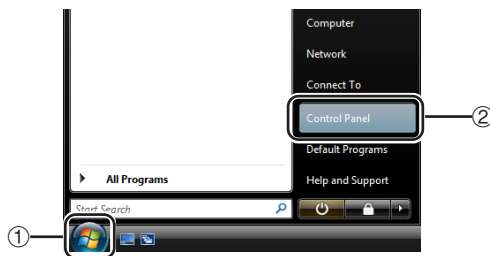 Computer
Network
Connect To
Control Panel
②
Default Programs
All Programs
Help and Support
Start Search
①